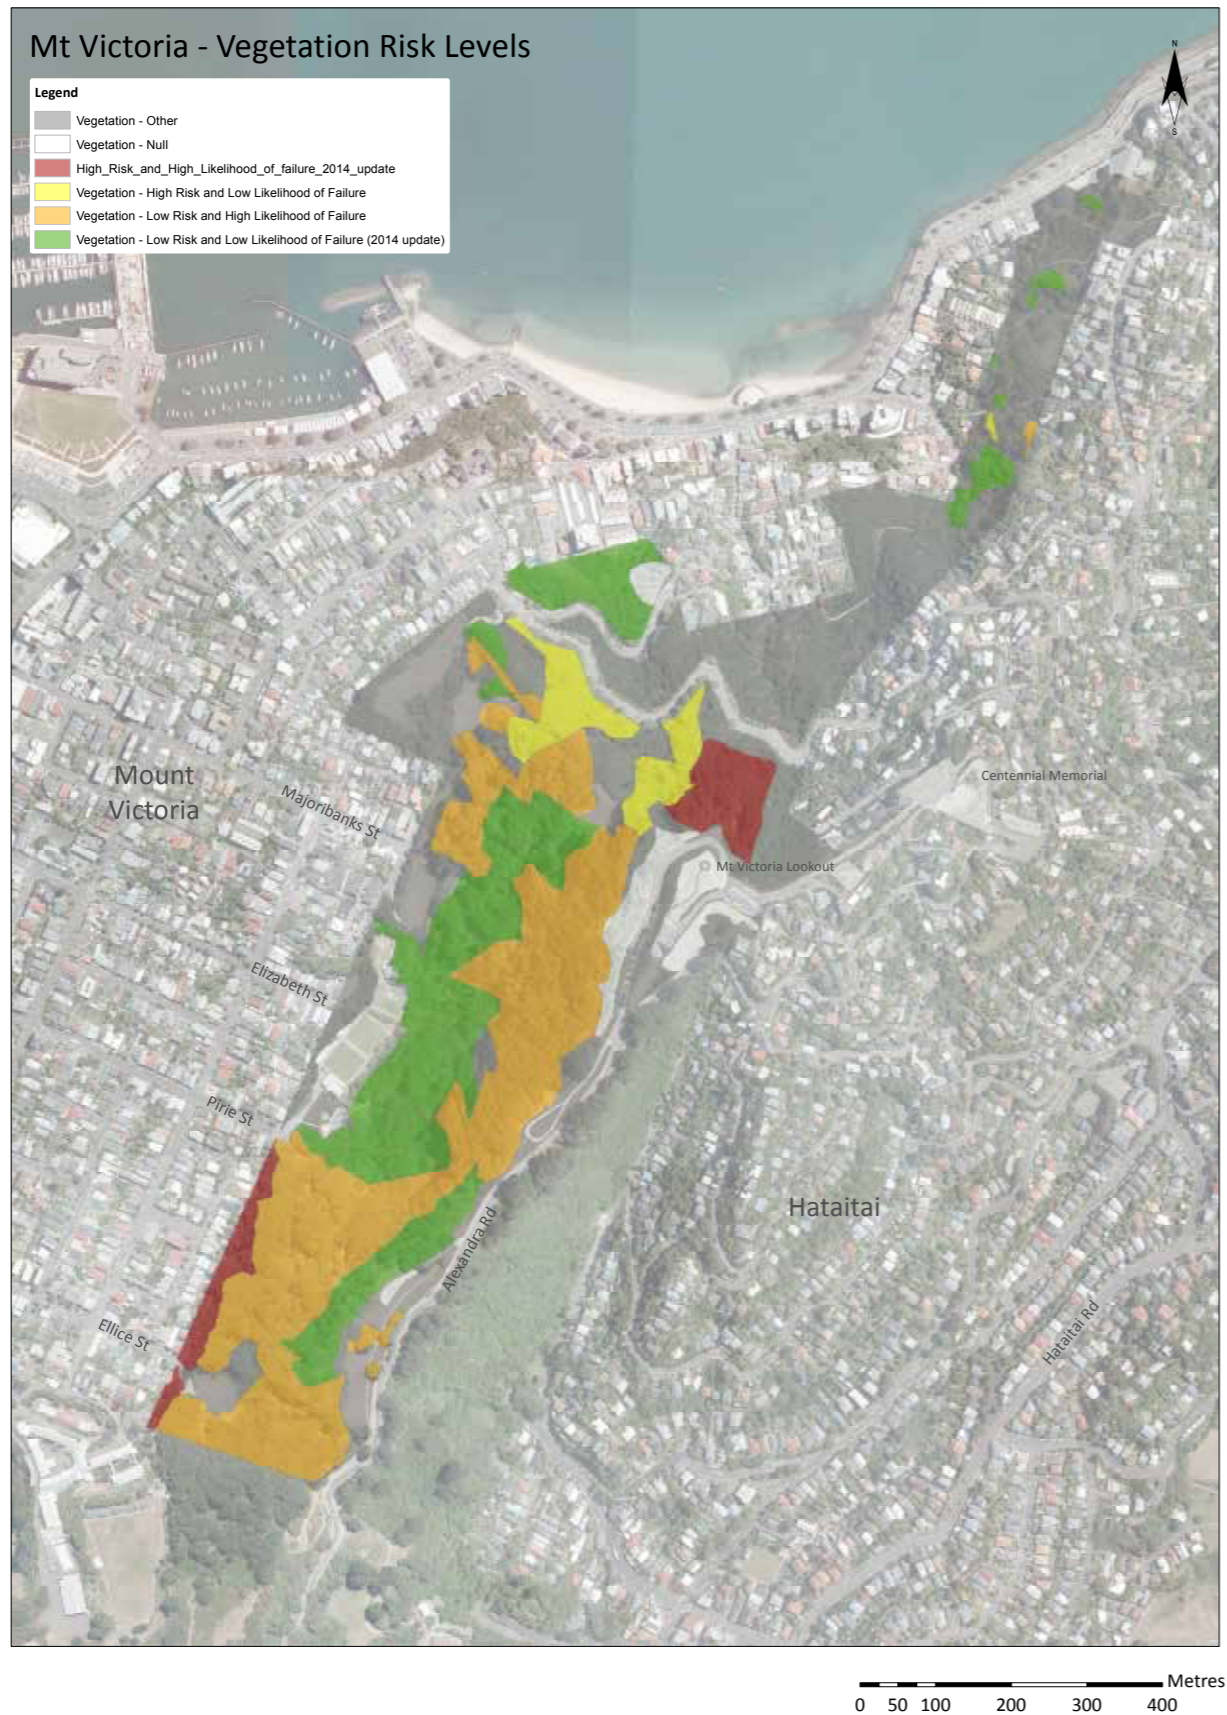 Mt Victoria - Vegetation Risk Levels
Legend
Vegetation - Other
Vegetation - Null
High_Risk_and_High_Likelihood_of_failure_2014_update
Vegetation - High Risk and Low Likelihood of Failure
Vegetation - Low Risk and High Likelihood of Failure
Vegetation - Low Risk and Low Likelihood of Failure (2014 update)
N
S
Mount
Victoria
Majoribanks St
Centennial Memorial
Mt Victoria Lookout
Elizabeth St
Pirie St
Hataitai
Alexandra Rd
Ellice St
Hataitai Rd
Metres
0 50 100 200 300 400